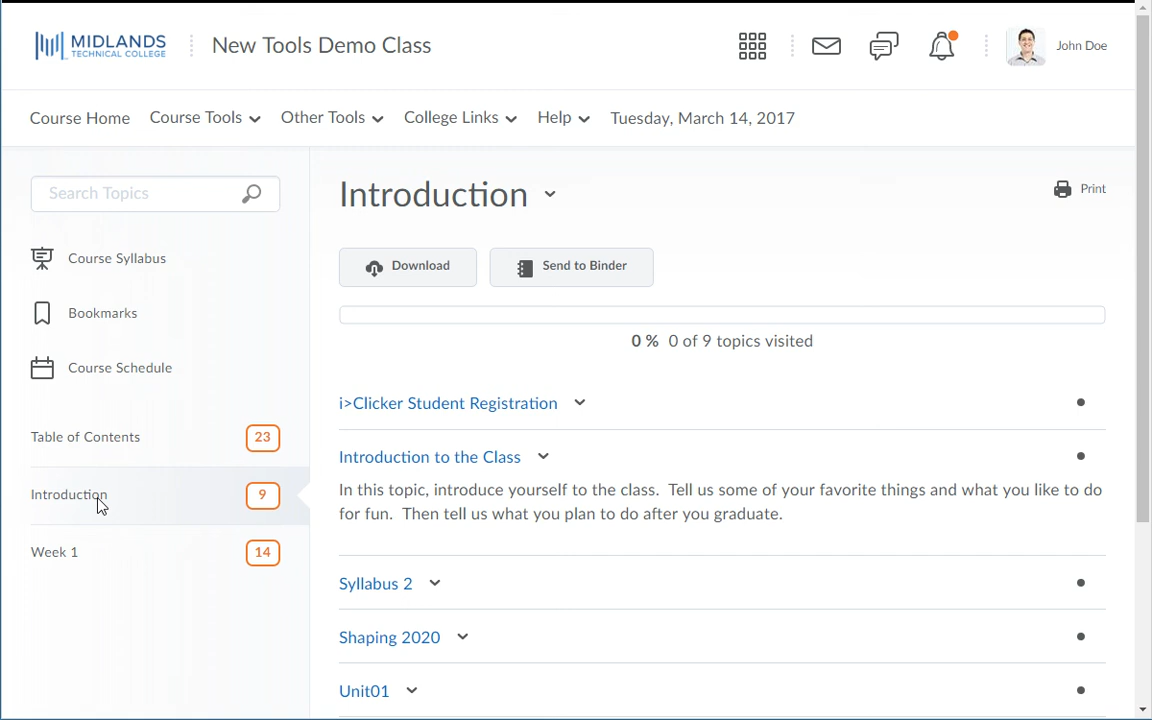 MIDLANDS
TECHNICAL COLLEGE
New Tools Demo Class
John Doe
Course Home
Course Tools
Other Tools
College Links
Help
Tuesday, March 14, 2017
Search Topics
Course Syllabus
Bookmarks
Course Schedule
Table of Contents 23
Introduction 9
Week 1 14
Introduction
Print
Download
Send to Binder
0 % 0 of 9 topics visited
i>Clicker Student Registration
Introduction to the Class
In this topic, introduce yourself to the class. Tell us some of your favorite things and what you like to do
for fun. Then tell us what you plan to do after you graduate.
Syllabus 2
Shaping 2020
Unit01